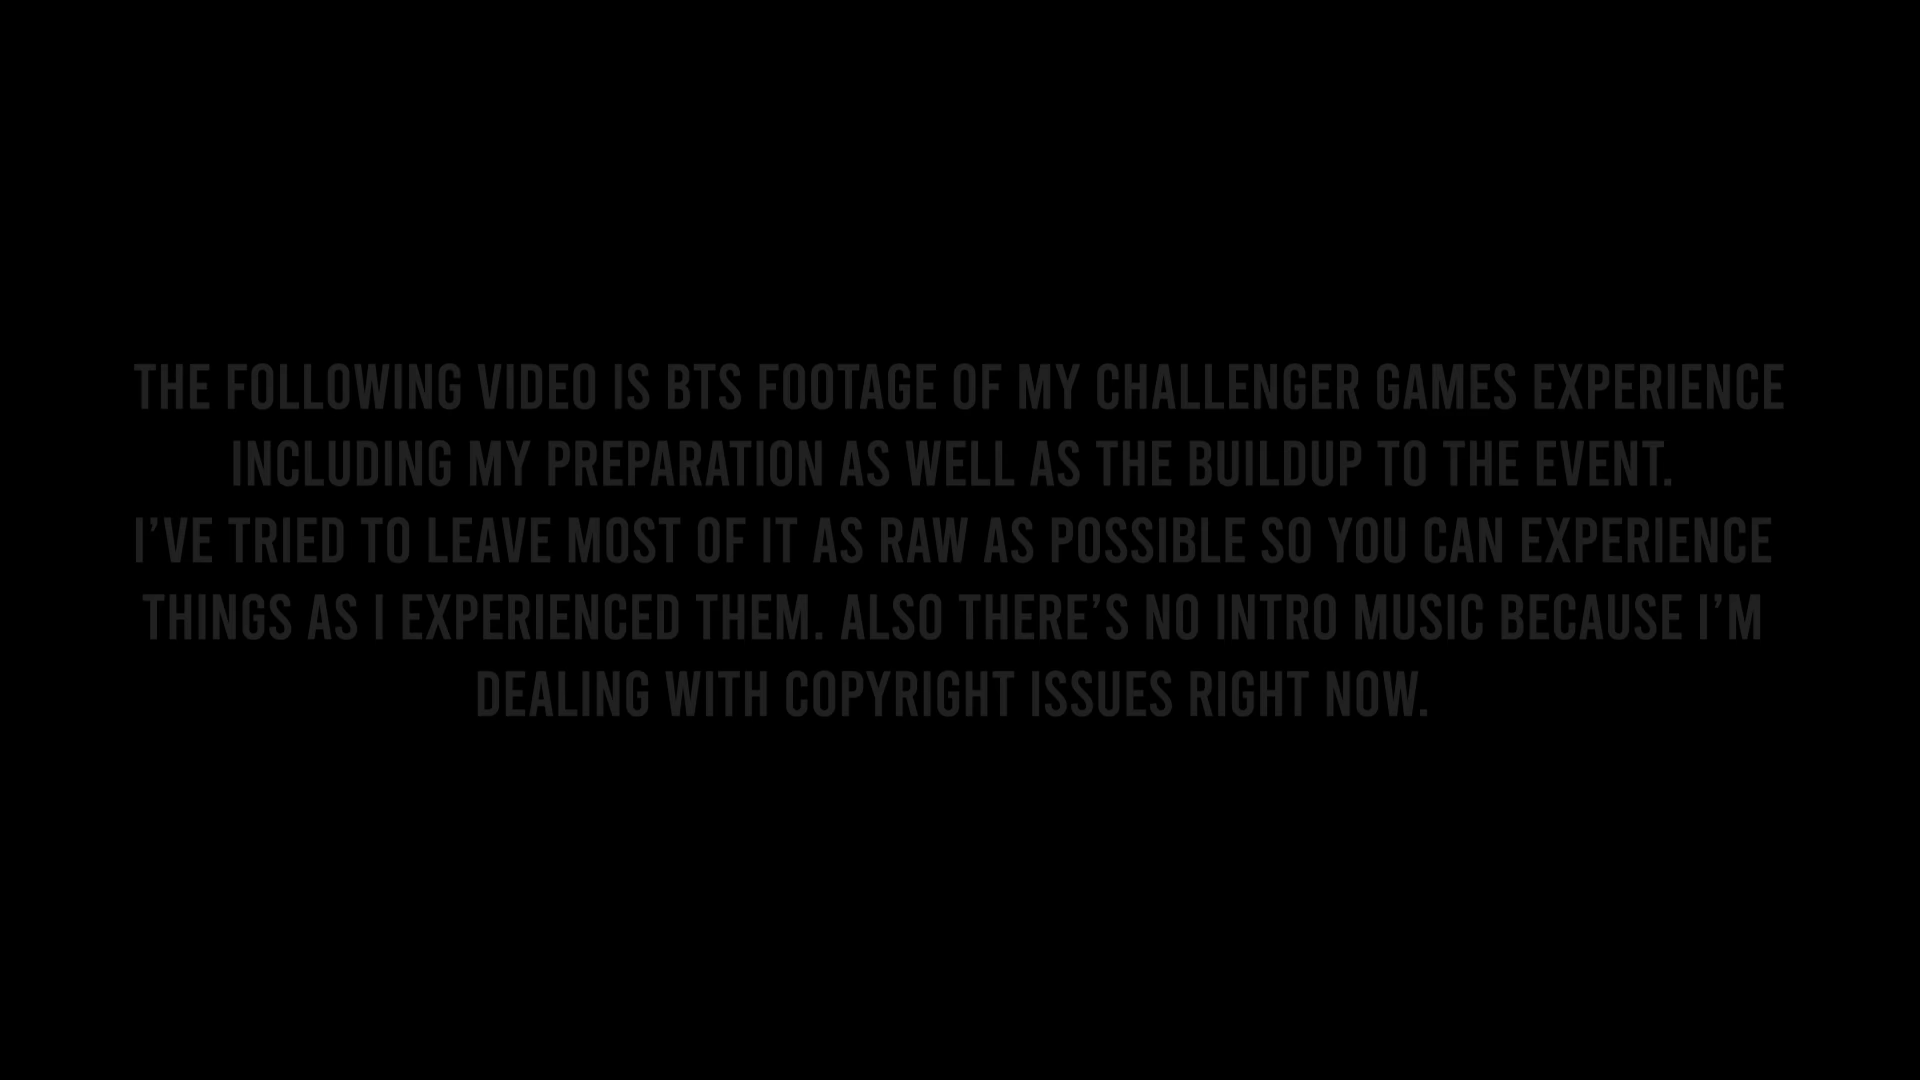 THE FOLLOWING VIDEO IS BTS FOOTAGE OF MY CHALLENGER GAMES EXPERIENCE
INCLUDING MY PREPARATION AS WELL AS THE BUILDUP TO THE EVENT.
I’VE TRIED TO LEAVE MOST OF IT AS RAW AS POSSIBLE SO YOU CAN EXPERIENCE
THINGS AS I EXPERIENCED THEM. ALSO THERE’S NO INTRO MUSIC BECAUSE I’M
DEALING WITH COPYRIGHT ISSUES RIGHT NOW.